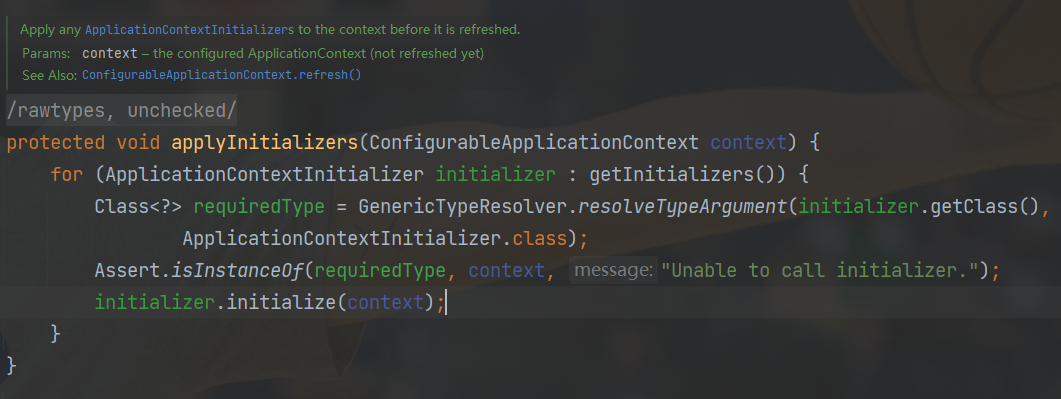 Apply any ApplicationContextInitializers to the context before it is refreshed.
Params: context – the configured ApplicationContext (not refreshed yet)
See Also: ConfigurableApplicationContext.refresh()
/rawtypes, unchecked/
protected void applyInitializers(ConfigurableApplicationContext context) {
for (ApplicationContextInitializer initializer : getInitializers()) {
Class<?> requiredType = GenericTypeResolver.resolveTypeArgument(initializer.getClass(),
ApplicationContextInitializer.class);
Assert.isInstanceOf(requiredType, context, message: "Unable to call initializer.");
initializer.initialize(context);
}
}